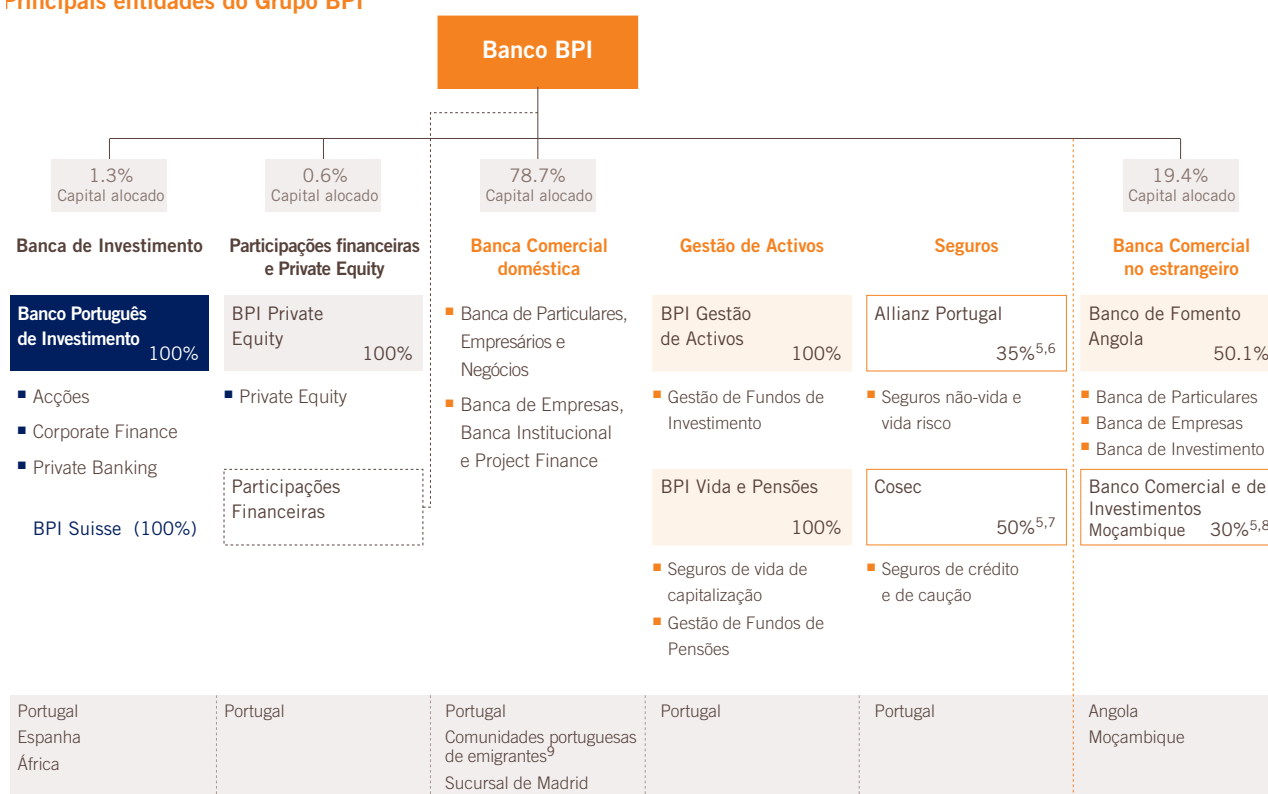 Principais entidades do Grupo BPI
Banco BPI
1.3%
Capital alocado
0.6%
Capital alocado
78.7%
Capital alocado
19.4%
Capital alocado
Banca de Investimento
Banco Português
de Investimento
100%
■ Acções
■ Corporate Finance
■ Private Banking
BPI Suisse (100%)
Participações financeiras
e Private Equity
BPI Private
Equity
100%
■ Private Equity
Participações
Financeiras
Banca Comercial
doméstica
■ Banca de Particulares,
Empresários e
Negócios
■ Banca de Empresas,
Banca Institucional
e Project Finance
Gestão de Activos
BPI Gestão
de Activos
100%
■ Gestão de Fundos de
Investimento
BPI Vida e Pensões
100%
■ Seguros de vida de
capitalização
■ Gestão de Fundos de
Pensões
Seguros
Allianz Portugal
35%5,6
■ Seguros não-vida e
vida risco
Cosec
50%5,7
■ Seguros de crédito
e de caução
Banca Comercial
no estrangeiro
Banco de Fomento
Angola
50.1%
■ Banca de Particulares
■ Banca de Empresas
■ Banca de Investimento
Banco Comercial e de
Investimentos
Moçambique 30%5,8
Portugal
Espanha
África
Portugal
Portugal
Comunidades portuguesas
de emigrantes9
Sucursal de Madrid
Portugal
Portugal
Angola
Moçambique